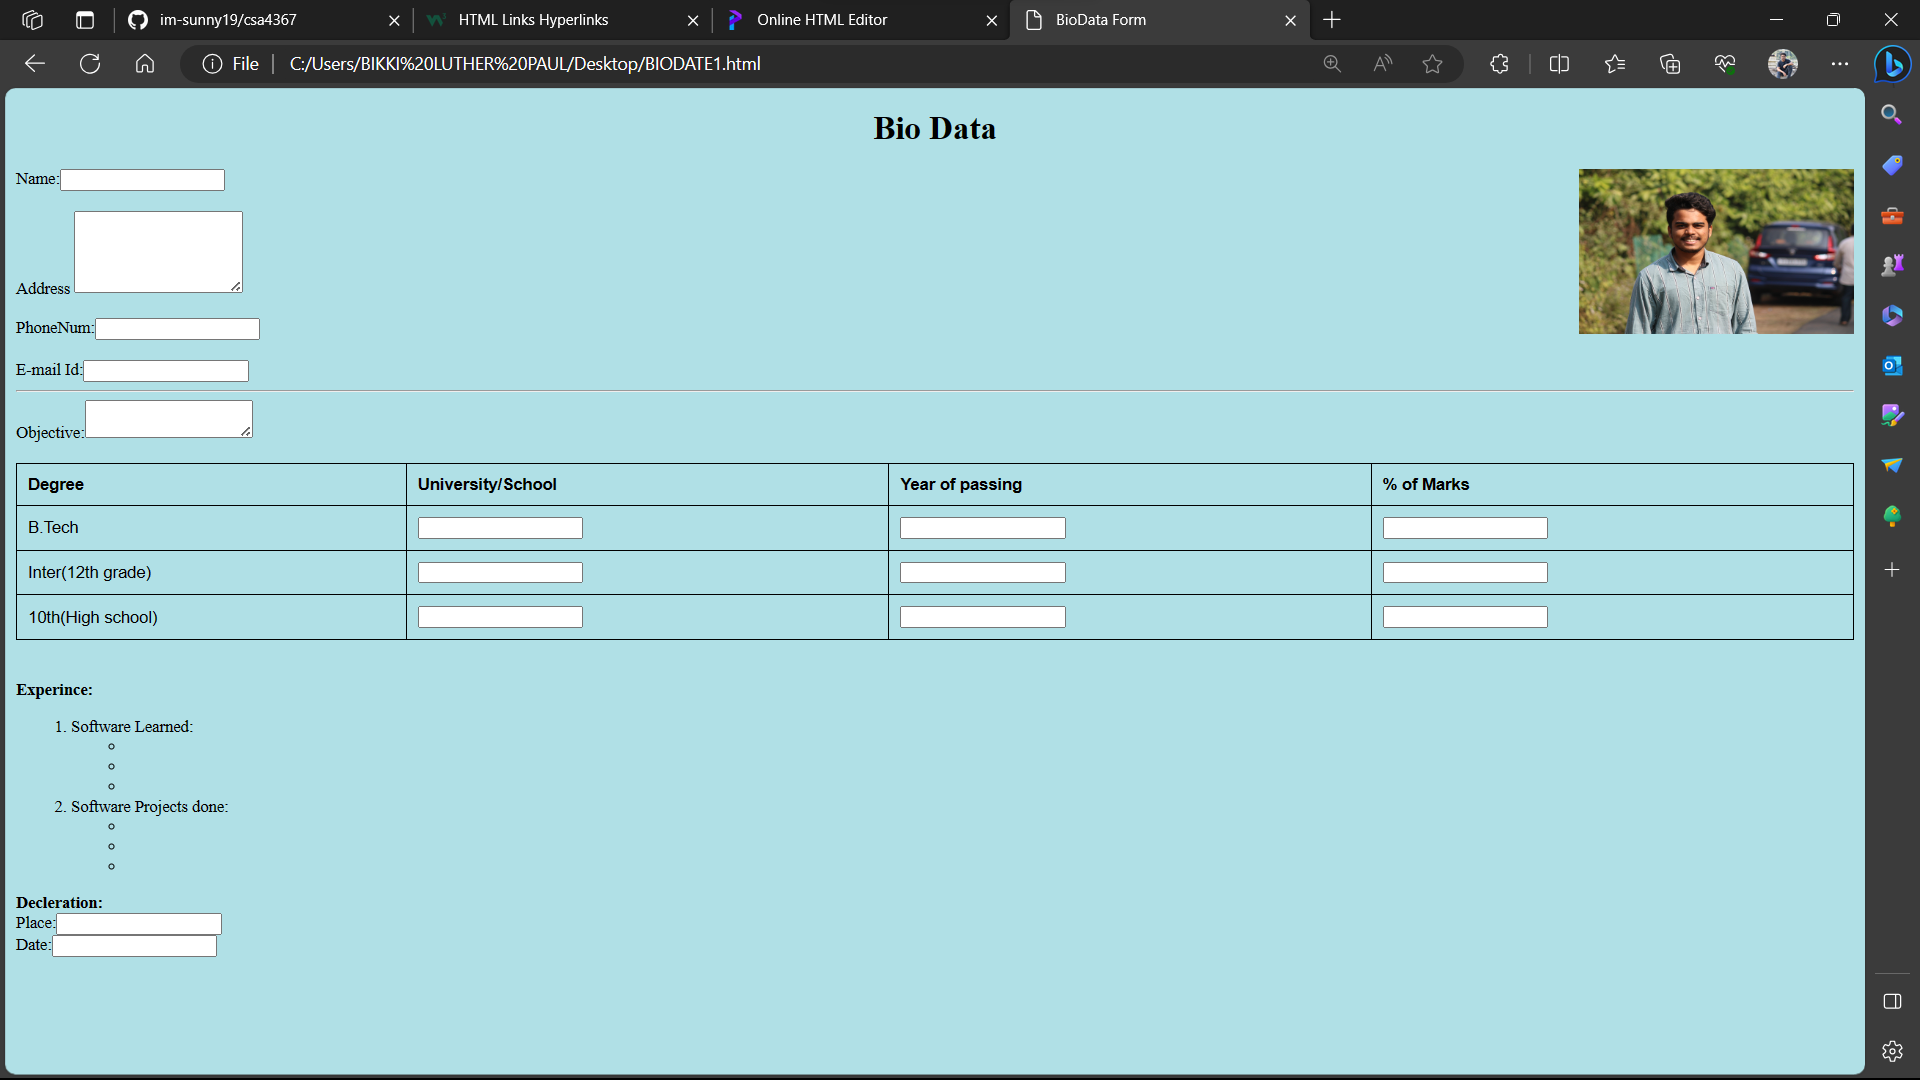 im-sunny19/csa4367
HTML Links Hyperlinks
Online HTML Editor
BioData Form
File
C:/Users/BIKKI%20LUTHER%20PAUL/Desktop/BIODATE1.html
Bio Data
Name:
Address
PhoneNum:
E-mail Id:
Objective:
Degree University/School Year of passing % of Marks
B.Tech
Inter(12th grade)
10th(High school)
Experince:
1. Software Learned:
2. Software Projects done:
Decleration:
Place:
Date: